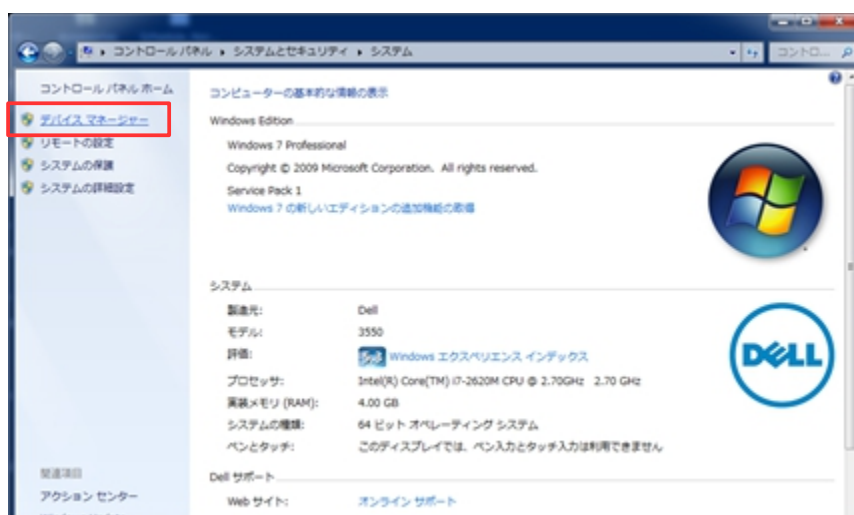 コントロール パネル ▸ システムとセキュリティ ▸ システム
コントロ...
コントロール パネル ホーム
デバイス マネージャー
リモートの設定
システムの保護
システムの詳細設定
コンピューターの基本的な情報の表示
Windows Edition
Windows 7 Professional
Copyright © 2009 Microsoft Corporation. All rights reserved.
Service Pack 1
Windows 7 の新しいエディションの追加機能の取得
システム
製造元: Dell
モデル: 3550
評価: Windows エクスペリエンス インデックス
プロセッサ: Intel(R) Core(TM) i7-2620M CPU @ 2.70GHz 2.70 GHz
実装メモリ (RAM): 4.00 GB
システムの種類: 64 ビット オペレーティング システム
ペンとタッチ: このディスプレイでは、ペン入力とタッチ入力は利用できません
DELL
Dell サポート
Web サイト: オンライン サポート
関連項目
アクション センター